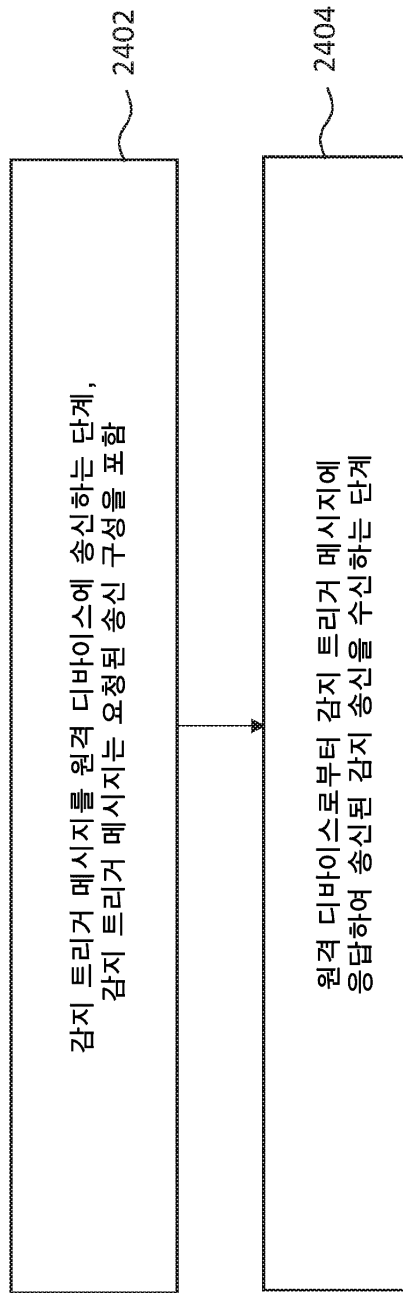 2402
감지 트리거 메시지를 원격 디바이스에 송신하는 단계,
감지 트리거 메시지는 요청된 송신 구성을 포함
2404
원격 디바이스로부터 감지 트리거 메시지에
응답하여 송신된 감지 송신을 수신하는 단계